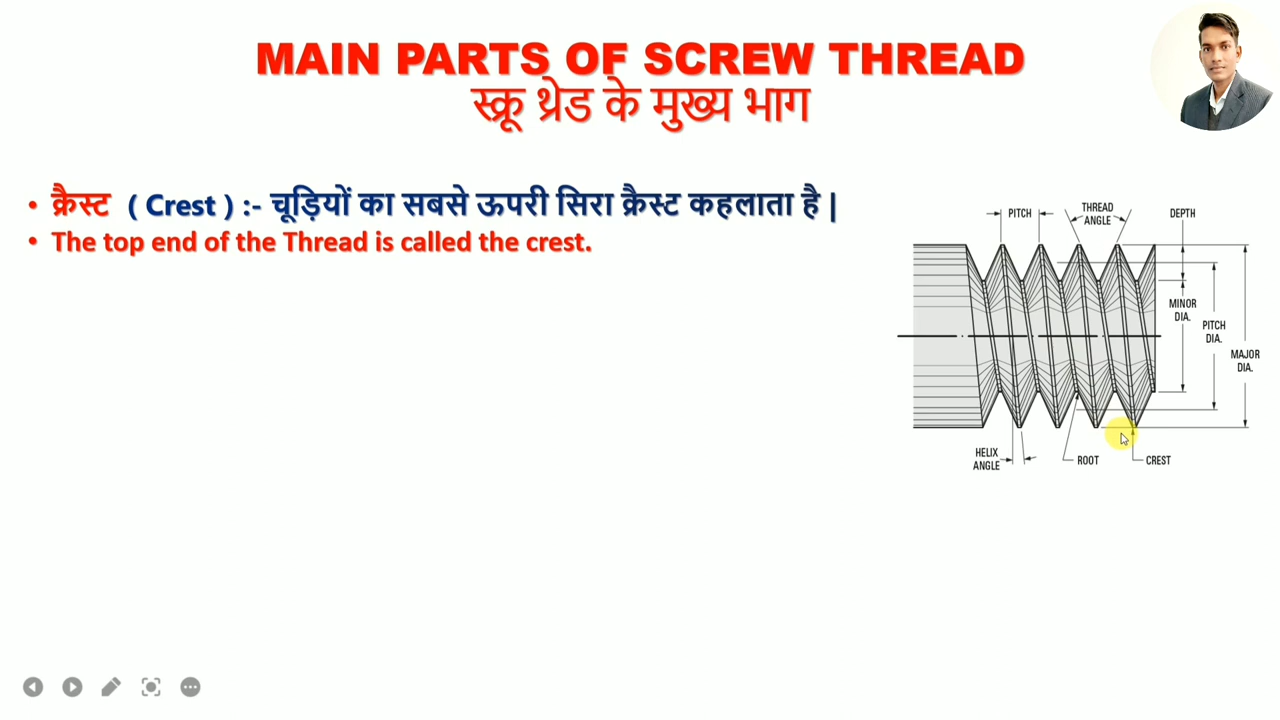 MAIN PARTS OF SCREW THREAD
स्क्रू थ्रेड के मुख्य भाग
• क्रैस्ट ( Crest ) :- चूड़ियों का सबसे ऊपरी सिरा क्रैस्ट कहलाता है |
• The top end of the Thread is called the crest.
PITCH
THREAD
ANGLE
DEPTH
MINOR
DIA.
PITCH
DIA.
MAJOR
DIA.
HELIX
ANGLE
ROOT
CREST